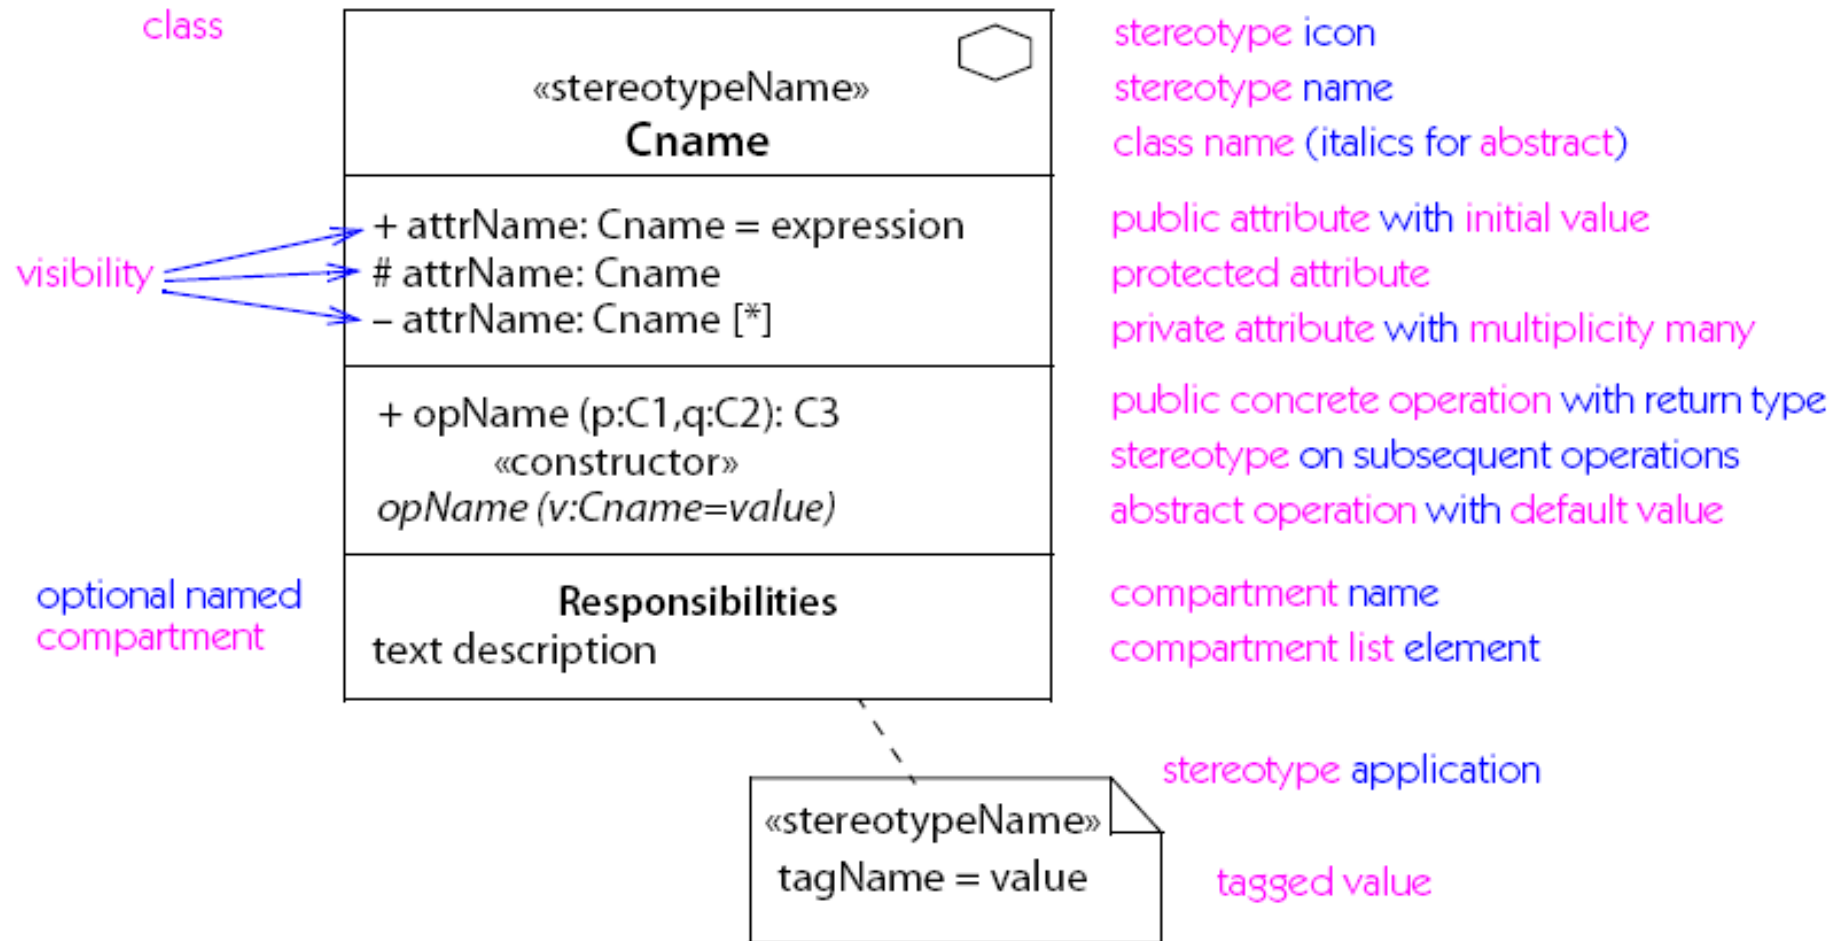 class
stereotype icon
«stereotypeName»
stereotype name
Cname
class name (italics for abstract)
+ attrName: Cname = expression
public attribute with initial value
visibility
# attrName: Cname
protected attribute
– attrName: Cname [*]
private attribute with multiplicity many
+ opName (p:C1,q:C2): C3
public concrete operation with return type
«constructor»
stereotype on subsequent operations
opName (v:Cname=value)
abstract operation with default value
optional named
compartment
Responsibilities
compartment name
text description
compartment list element
stereotype application
«stereotypeName»
tagName = value
tagged value